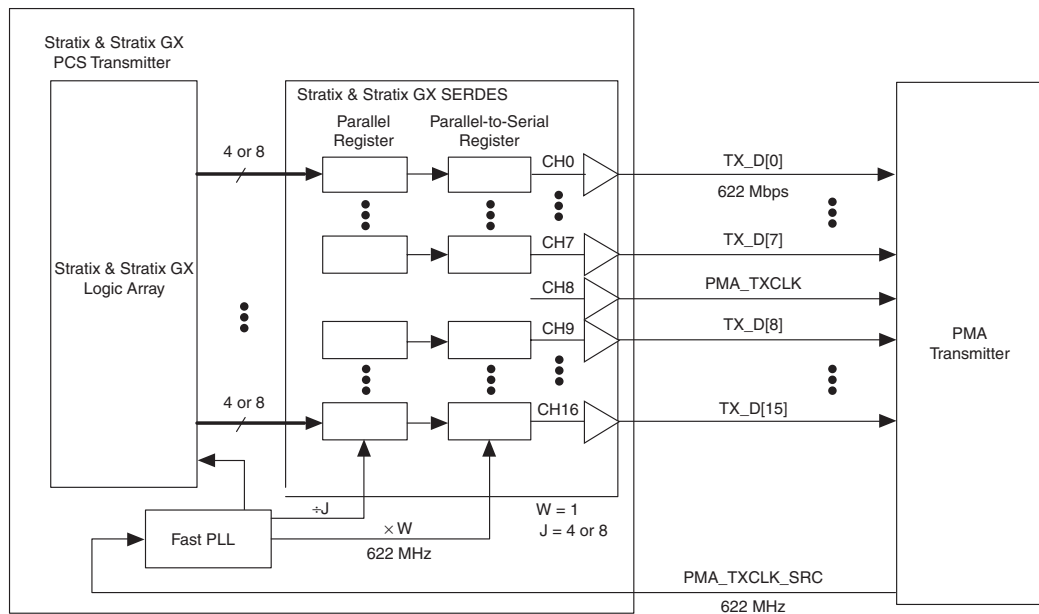 Stratix & Stratix GX
PCS Transmitter
Stratix & Stratix GX SERDES
Parallel
Register
Parallel-to-Serial
Register
4 or 8
CH0
TX_D[0]
622 Mbps
CH7
TX_D[7]
Stratix & Stratix GX
Logic Array
CH8
PMA_TXCLK
CH9
TX_D[8]
PMA
Transmitter
4 or 8
CH16
TX_D[15]
÷J
W = 1
J = 4 or 8
× W
Fast PLL
622 MHz
PMA_TXCLK_SRC
622 MHz